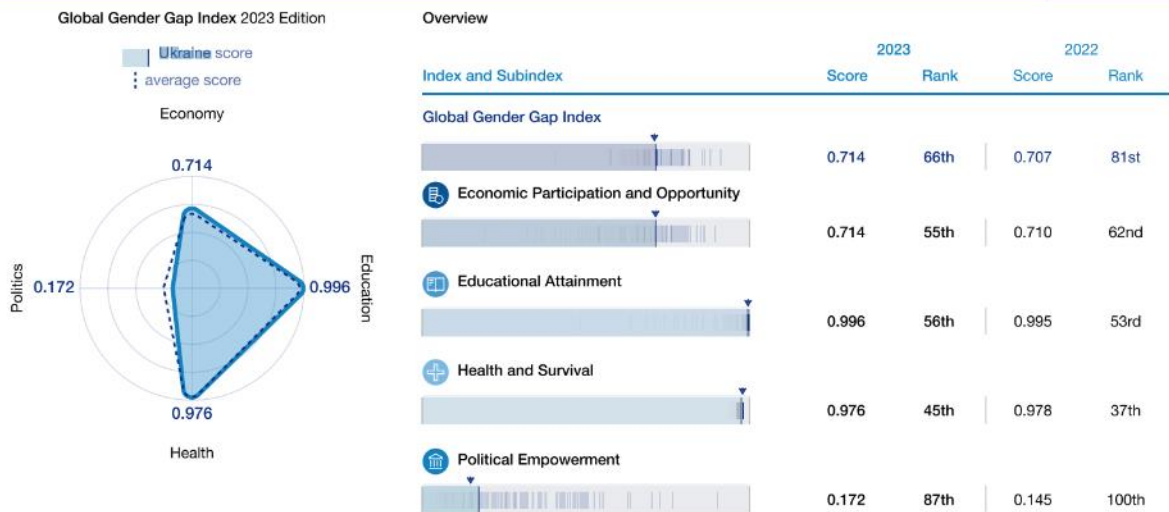 Global Gender Gap Index 2023 Edition
Ukraine score
average score
Economy
0.714
Politics
0.172
0.996
Education
0.976
Health
Overview
2023 2022
Index and Subindex Score Rank Score Rank
Global Gender Gap Index
0.714 66th 0.707 81st
Economic Participation and Opportunity
0.714 55th 0.710 62nd
Educational Attainment
0.996 56th 0.995 53rd
Health and Survival
0.976 45th 0.978 37th
Political Empowerment
0.172 87th 0.145 100th